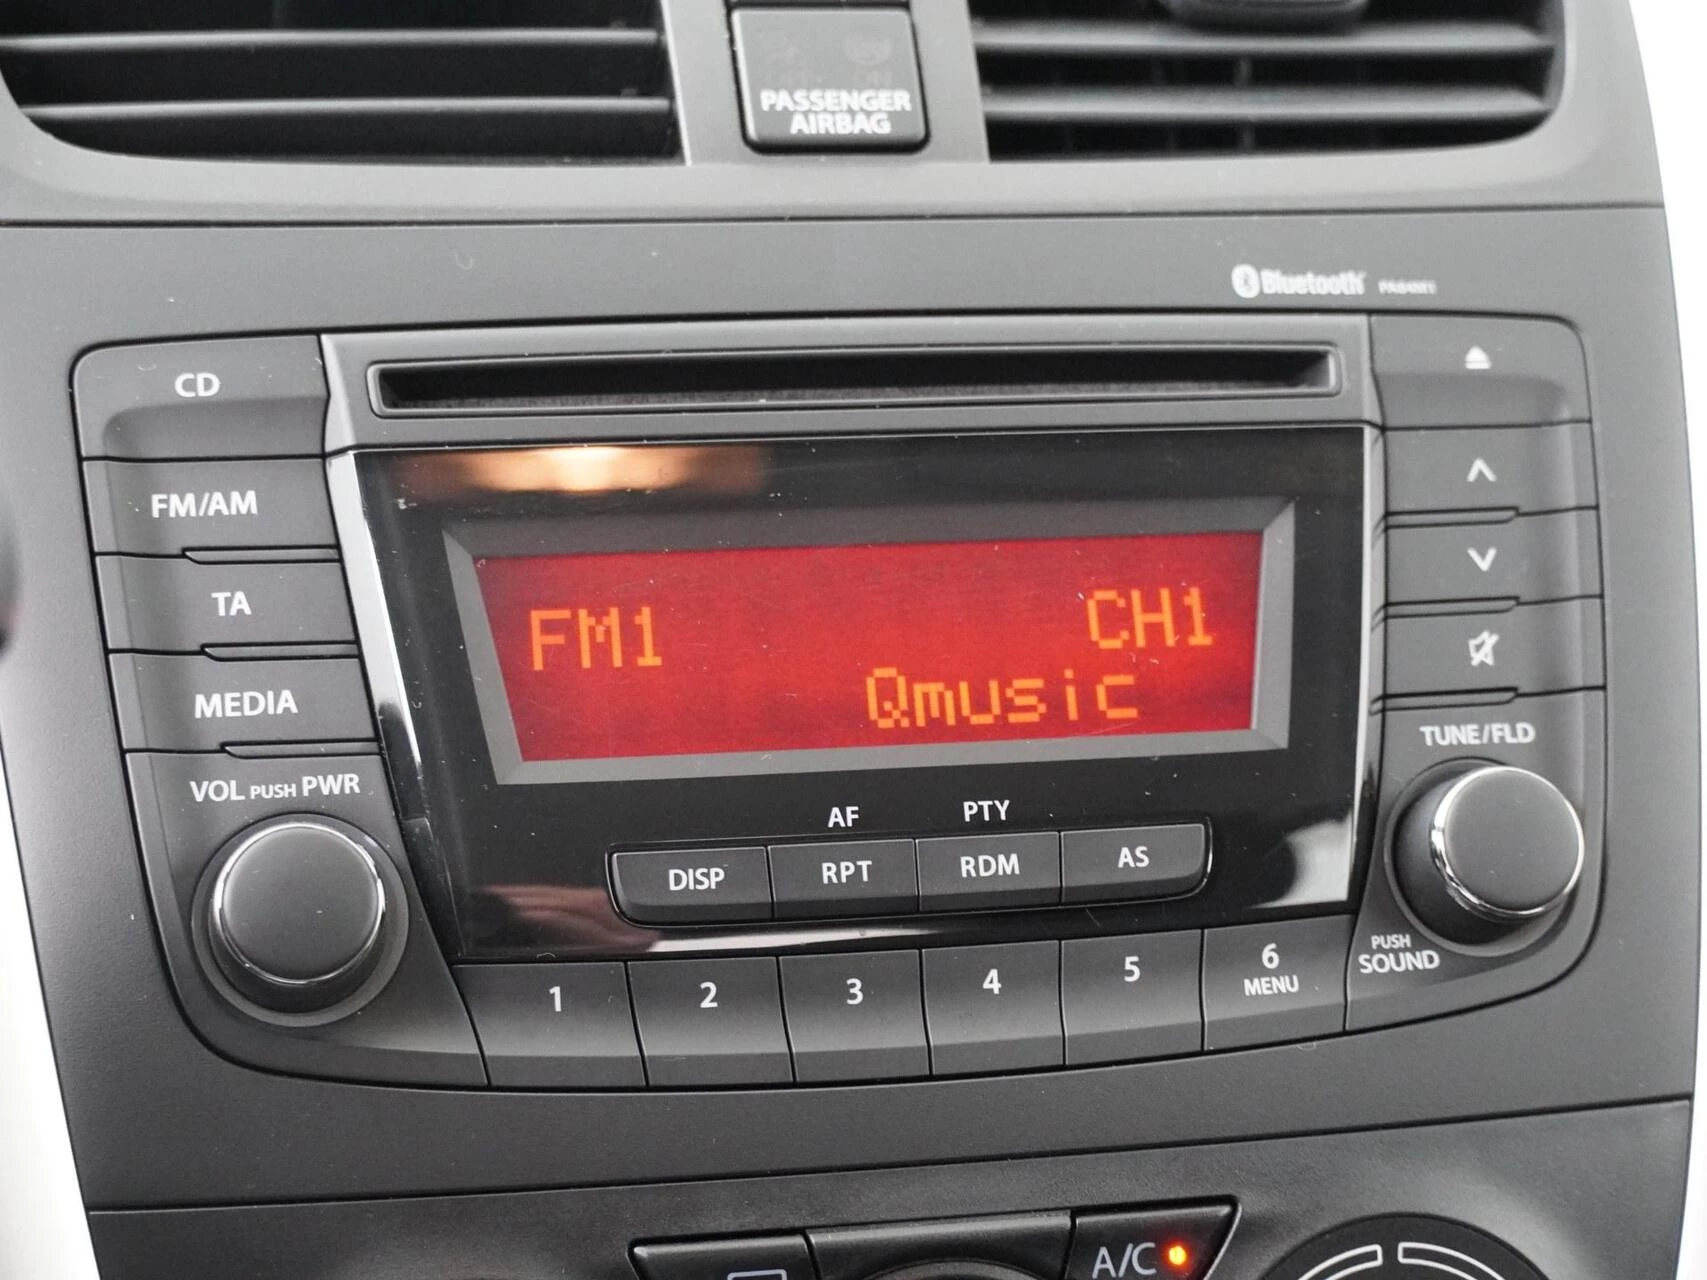 PASSENGER
AIRBAG
Bluetooth
CD
FM/AM
TA
MEDIA
VOL PUSH PWR
FM1 CH1
Qmusic
AF PTY
DISP RPT RDM AS
1 2 3 4 5 6
MENU
TUNE/FLD
PUSH
SOUND
A/C